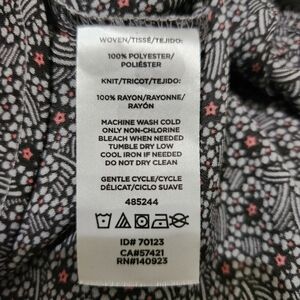 WOVEN/TISSÉ/TEJIDO:
100% POLYESTER/
POLIÉSTER
KNIT/TRICOT/TEJIDO:
100% RAYON/RAYONNE/
RAYÓN
MACHINE WASH COLD
ONLY NON-CHLORINE
BLEACH WHEN NEEDED
TUMBLE DRY LOW
COOL IRON IF NEEDED
DO NOT DRY CLEAN
GENTLE CYCLE/CYCLE
DÉLICAT/CICLO SUAVE
485244
ID# 70123
CA#57421
RN#140923